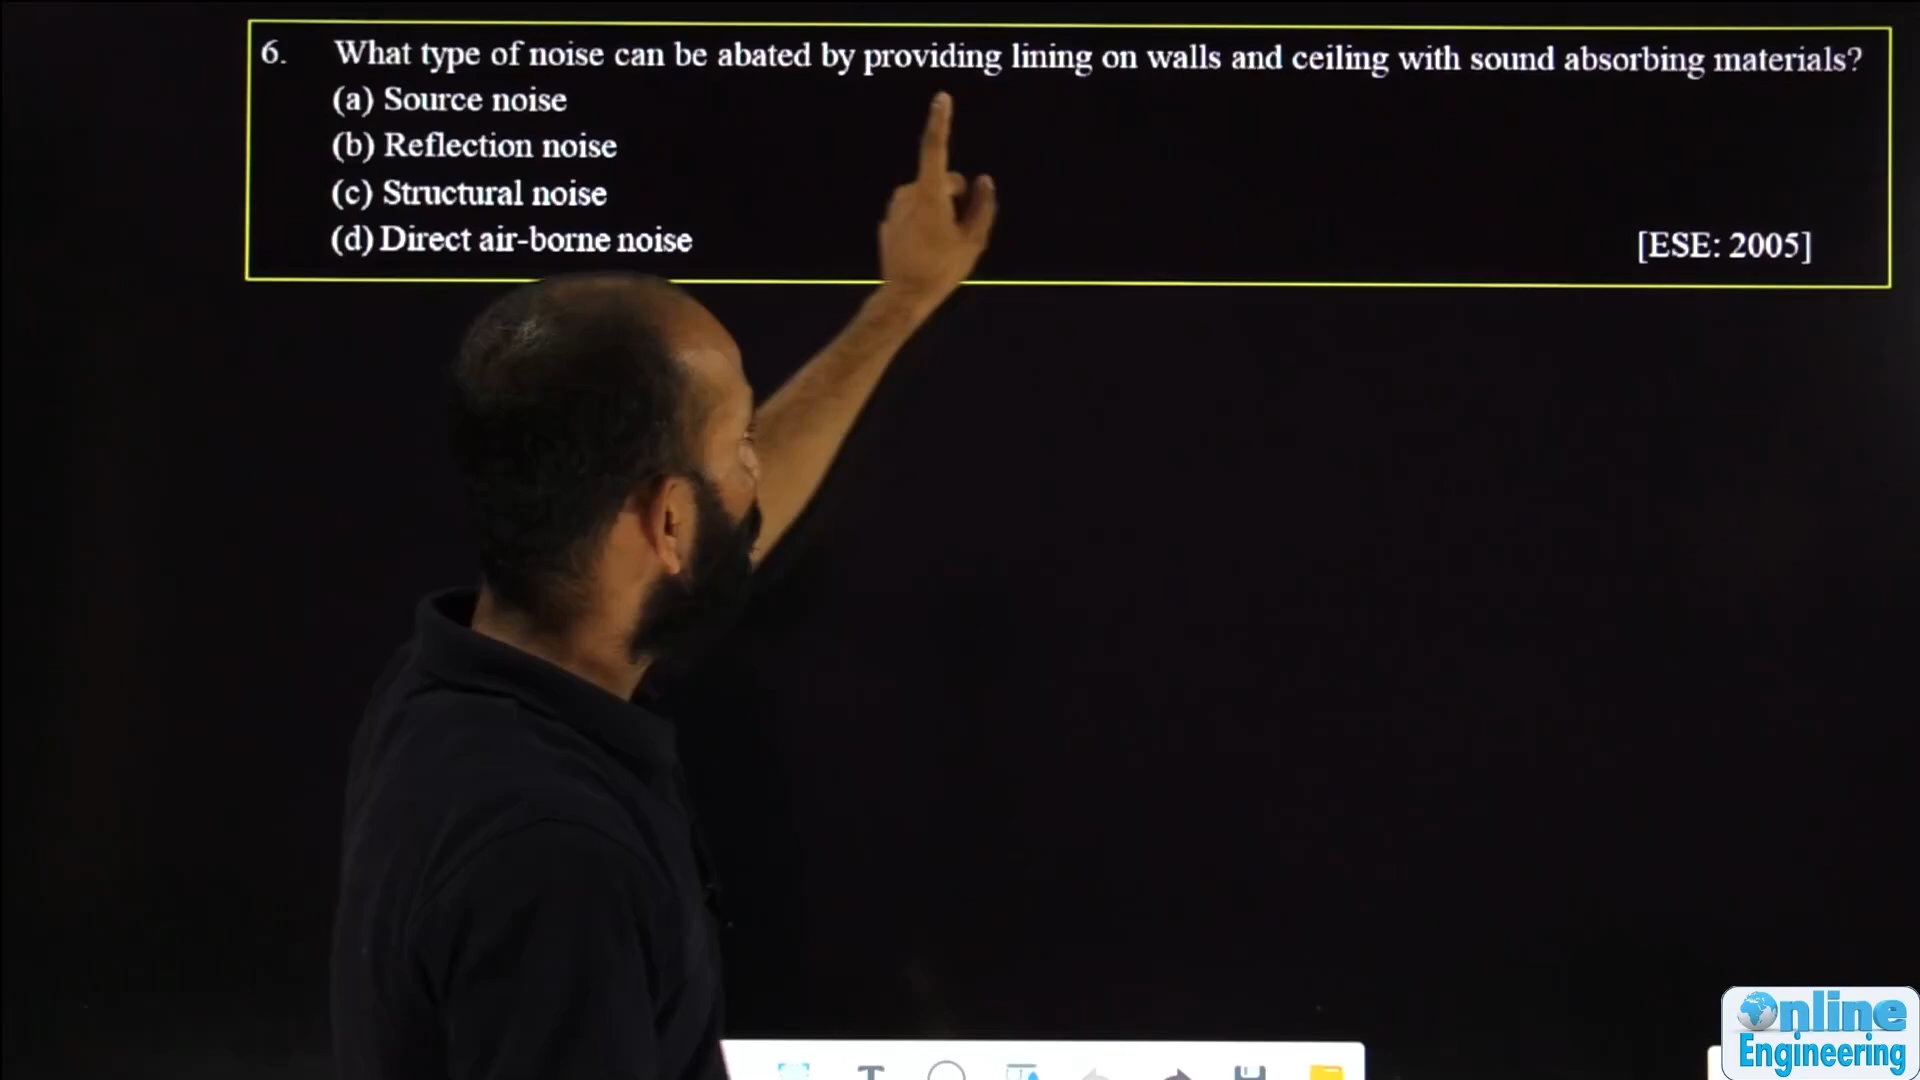 6. What type of noise can be abated by providing lining on walls and ceiling with sound absorbing materials?
(a) Source noise
(b) Reflection noise
(c) Structural noise
(d) Direct air-borne noise
[ESE: 2005]
T
Online
Engineering